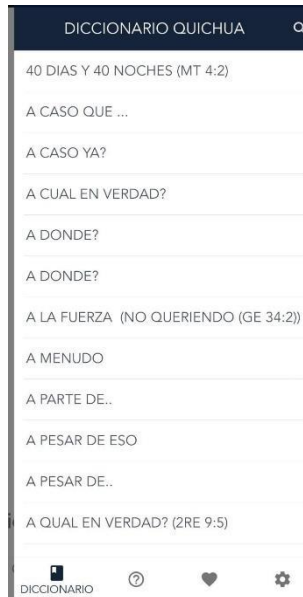 DICCIONARIO QUICHUA
40 DIAS Y 40 NOCHES (MT 4:2)
A CASO QUE ...
A CASO YA?
A CUAL EN VERDAD?
A DONDE?
A DONDE?
A LA FUERZA (NO QUERIENDO (GE 34:2))
A MENUDO
A PARTE DE..
A PESAR DE ESO
A PESAR DE..
A QUAL EN VERDAD? (2RE 9:5)
DICCIONARIO